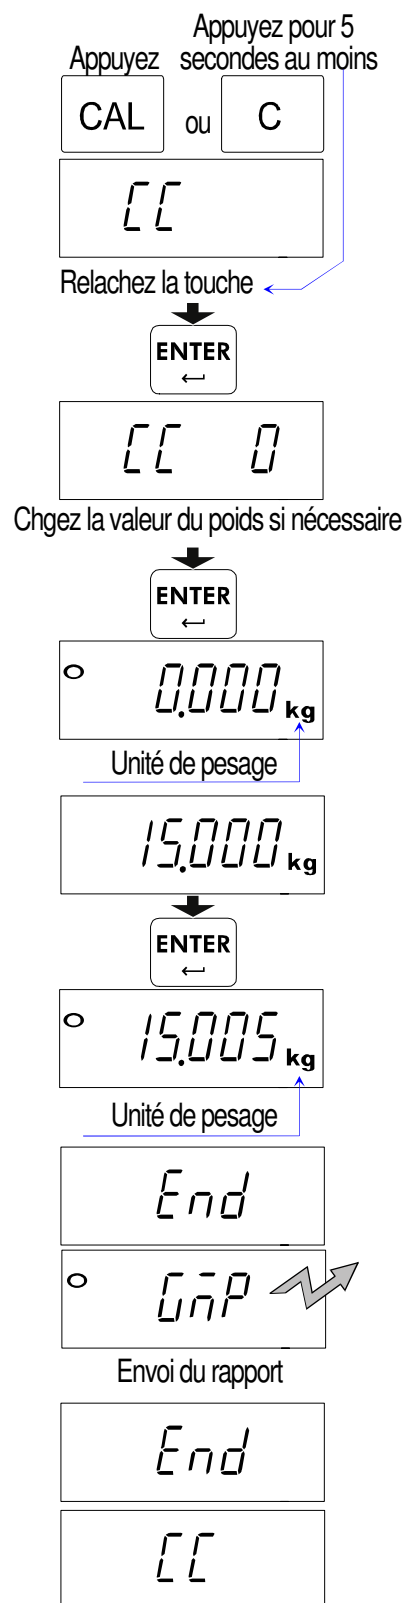 Appuyez pour 5
Appuyez secondes au moins
CAL ou C
CC
Relachez la touche
ENTER
CC 0
Chgez la valeur du poids si nécessaire
ENTER
0.000 kg
Unité de pesage
15.000 kg
ENTER
15.005 kg
Unité de pesage
End
GmP
Envoi du rapport
End
CC